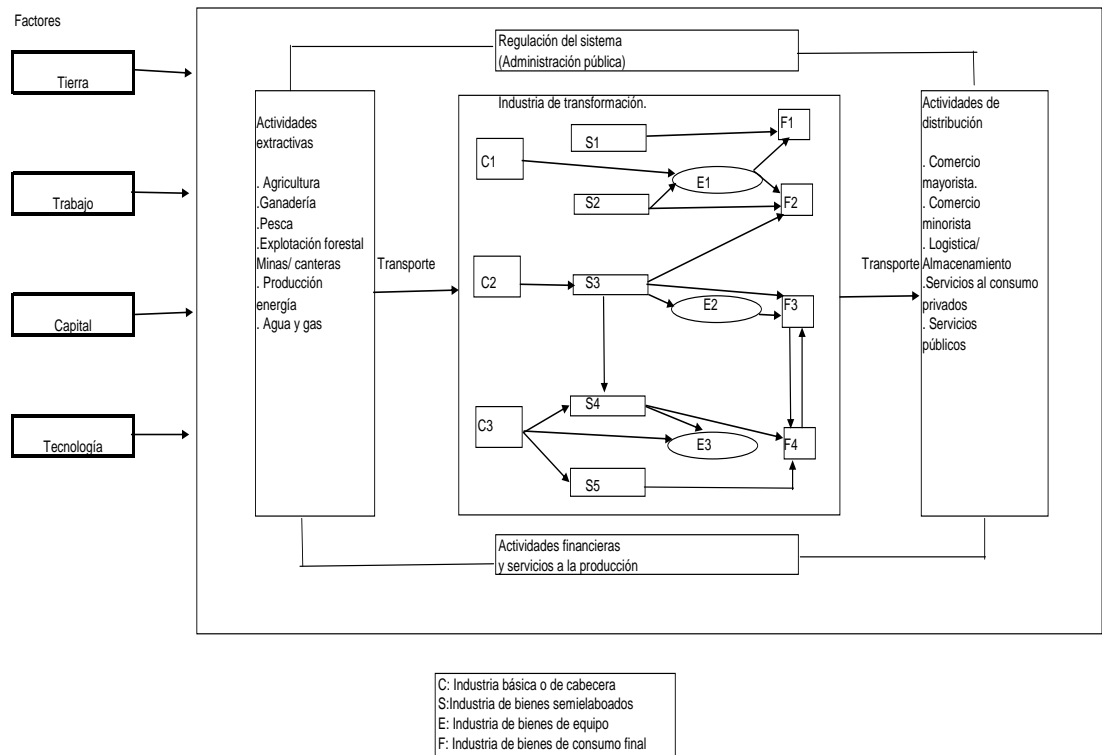 Factores
Tierra
Trabajo
Capital
Tecnología
Regulación del sistema
(Administración pública)
Actividades
extractivas
. Agricultura
.Ganadería
.Pesca
.Explotación forestal
Minas/ canteras
. Producción
energía
. Agua y gas
Transporte
Industria de transformación.
C1
S1
F1
E1
S2
F2
C2
S3
E2
F3
C3
S4
E3
F4
S5
Transporte
Actividades de
distribución
. Comercio
mayorista.
. Comercio
minorista
. Logistica/
Almacenamiento
.Servicios al consumo
privados
. Servicios
públicos
Actividades financieras
y servicios a la producción
C: Industria básica o de cabecera
S:Industria de bienes semielaboados
E: Industria de bienes de equipo
F: Industria de bienes de consumo final